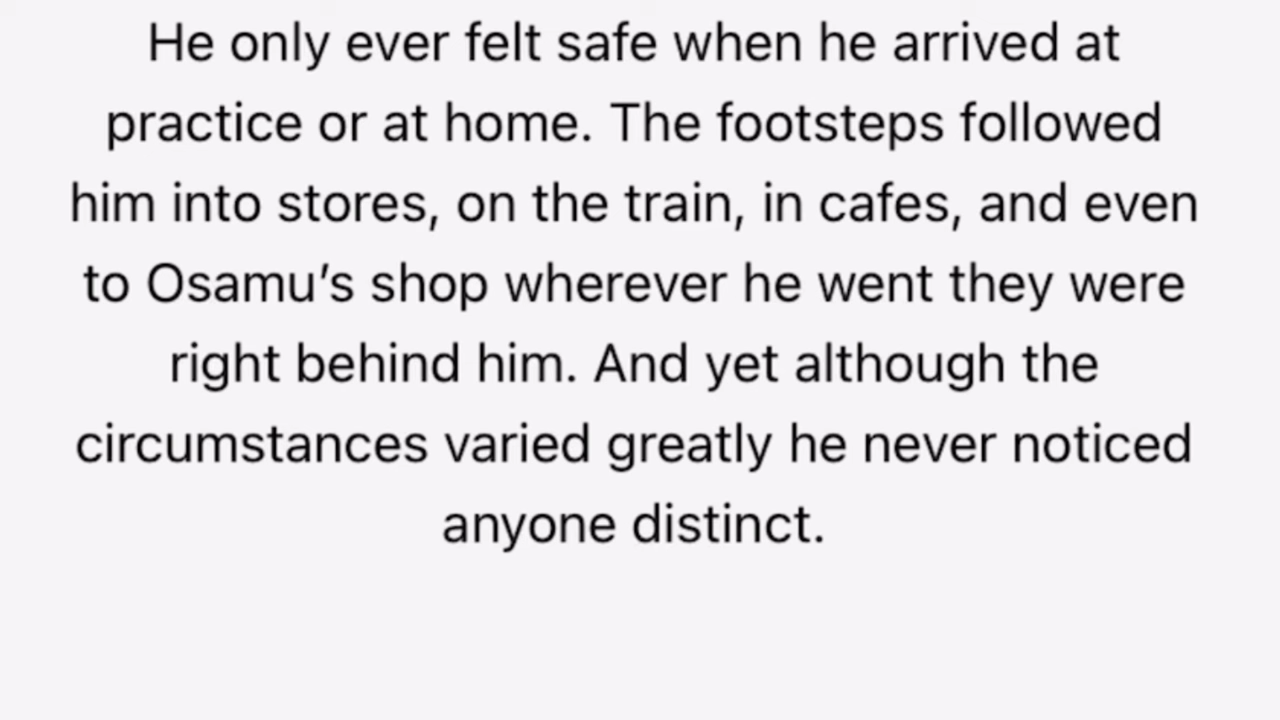 He only ever felt safe when he arrived at
practice or at home. The footsteps followed
him into stores, on the train, in cafes, and even
to Osamu’s shop wherever he went they were
right behind him. And yet although the
circumstances varied greatly he never noticed
anyone distinct.